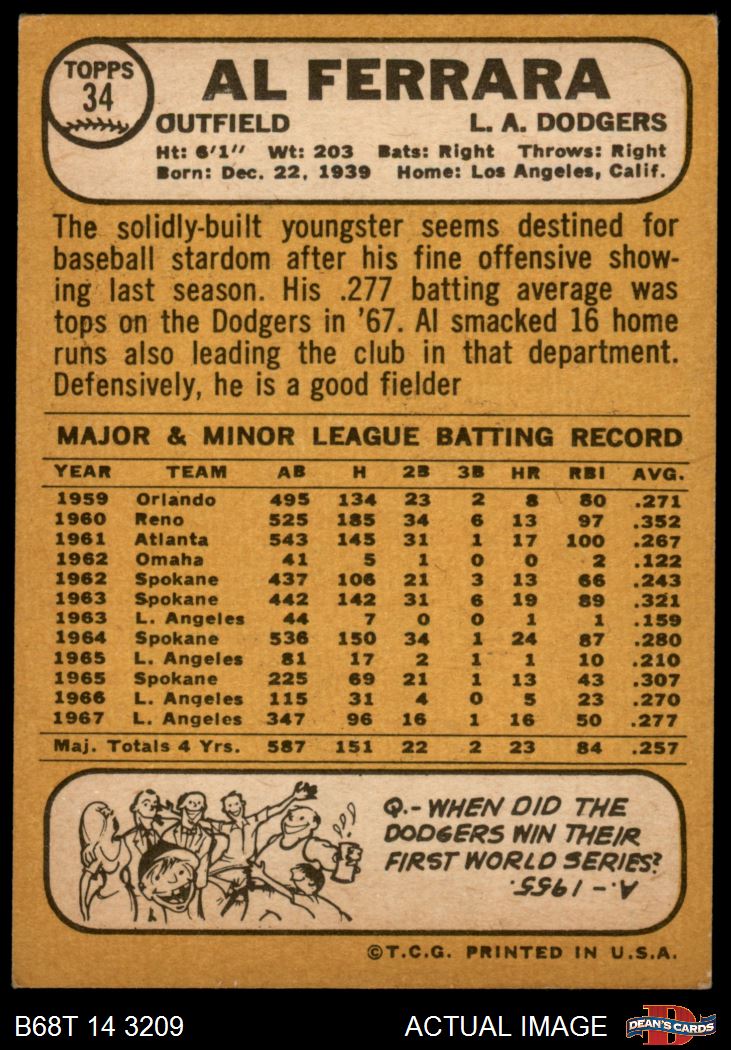 TOPPS
34
AL FERRARA
OUTFIELD L. A. DODGERS
Ht: 6'1" Wt: 203 Bats: Right Throws: Right
Born: Dec. 22, 1939 Home: Los Angeles, Calif.
The solidly-built youngster seems destined for
baseball stardom after his fine offensive show-
ing last season. His .277 batting average was
tops on the Dodgers in '67. Al smacked 16 home
runs also leading the club in that department.
Defensively, he is a good fielder
MAJOR & MINOR LEAGUE BATTING RECORD
YEAR TEAM AB H 2B 3B HR RBI AVG.
1959 Orlando 495 134 23 2 8 80 .271
1960 Reno 525 185 34 6 13 97 .352
1961 Atlanta 543 145 31 1 17 100 .267
1962 Omaha 41 5 1 0 0 2 .122
1962 Spokane 437 106 21 3 13 66 .243
1963 Spokane 442 142 31 6 19 89 .321
1963 L. Angeles 44 7 0 0 1 1 .159
1964 Spokane 536 150 34 1 24 87 .280
1965 L. Angeles 81 17 2 1 1 10 .210
1965 Spokane 225 69 21 1 13 43 .307
1966 L. Angeles 115 31 4 0 5 23 .270
1967 L. Angeles 347 96 16 1 16 50 .277
Maj. Totals 4 Yrs. 587 151 22 2 23 84 .257
Q.- WHEN DID THE
DODGERS WIN THEIR
FIRST WORLD SERIES?
A.- 1955.
©T.C.G. PRINTED IN U.S.A.
B68T 14 3209 ACTUAL IMAGE
D
DEAN'S CARDS